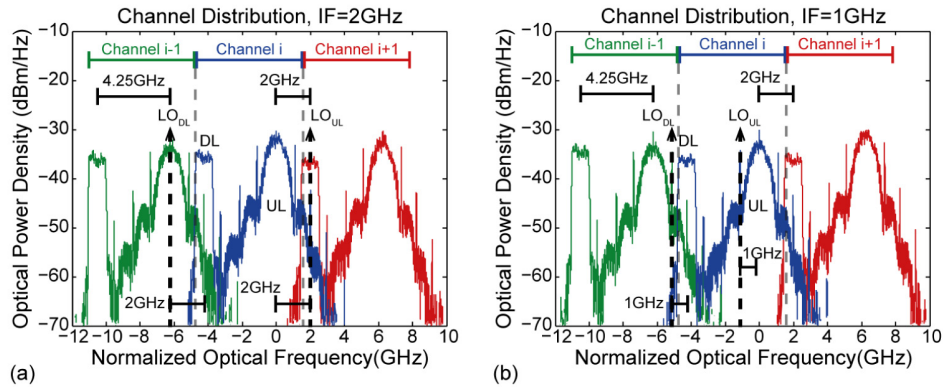 Channel Distribution, IF=2GHz
Optical Power Density (dBm/Hz)
−10
−20
−30
−40
−50
−60
−70
Channel i-1
Channel i
Channel i+1
4.25GHz
2GHz
LODL
LOUL
DL
UL
2GHz
2GHz
−12 −10 −8 −6 −4 −2 0 2 4 6 8 10
Normalized Optical Frequency(GHz)
(a)
Channel Distribution, IF=1GHz
Optical Power Density (dBm/Hz)
−10
−20
−30
−40
−50
−60
−70
Channel i-1
Channel i
Channel i+1
4.25GHz
2GHz
LODL
LOUL
DL
UL
1GHz
1GHz
−12 −10 −8 −6 −4 −2 0 2 4 6 8 10
Normalized Optical Frequency(GHz)
(b)